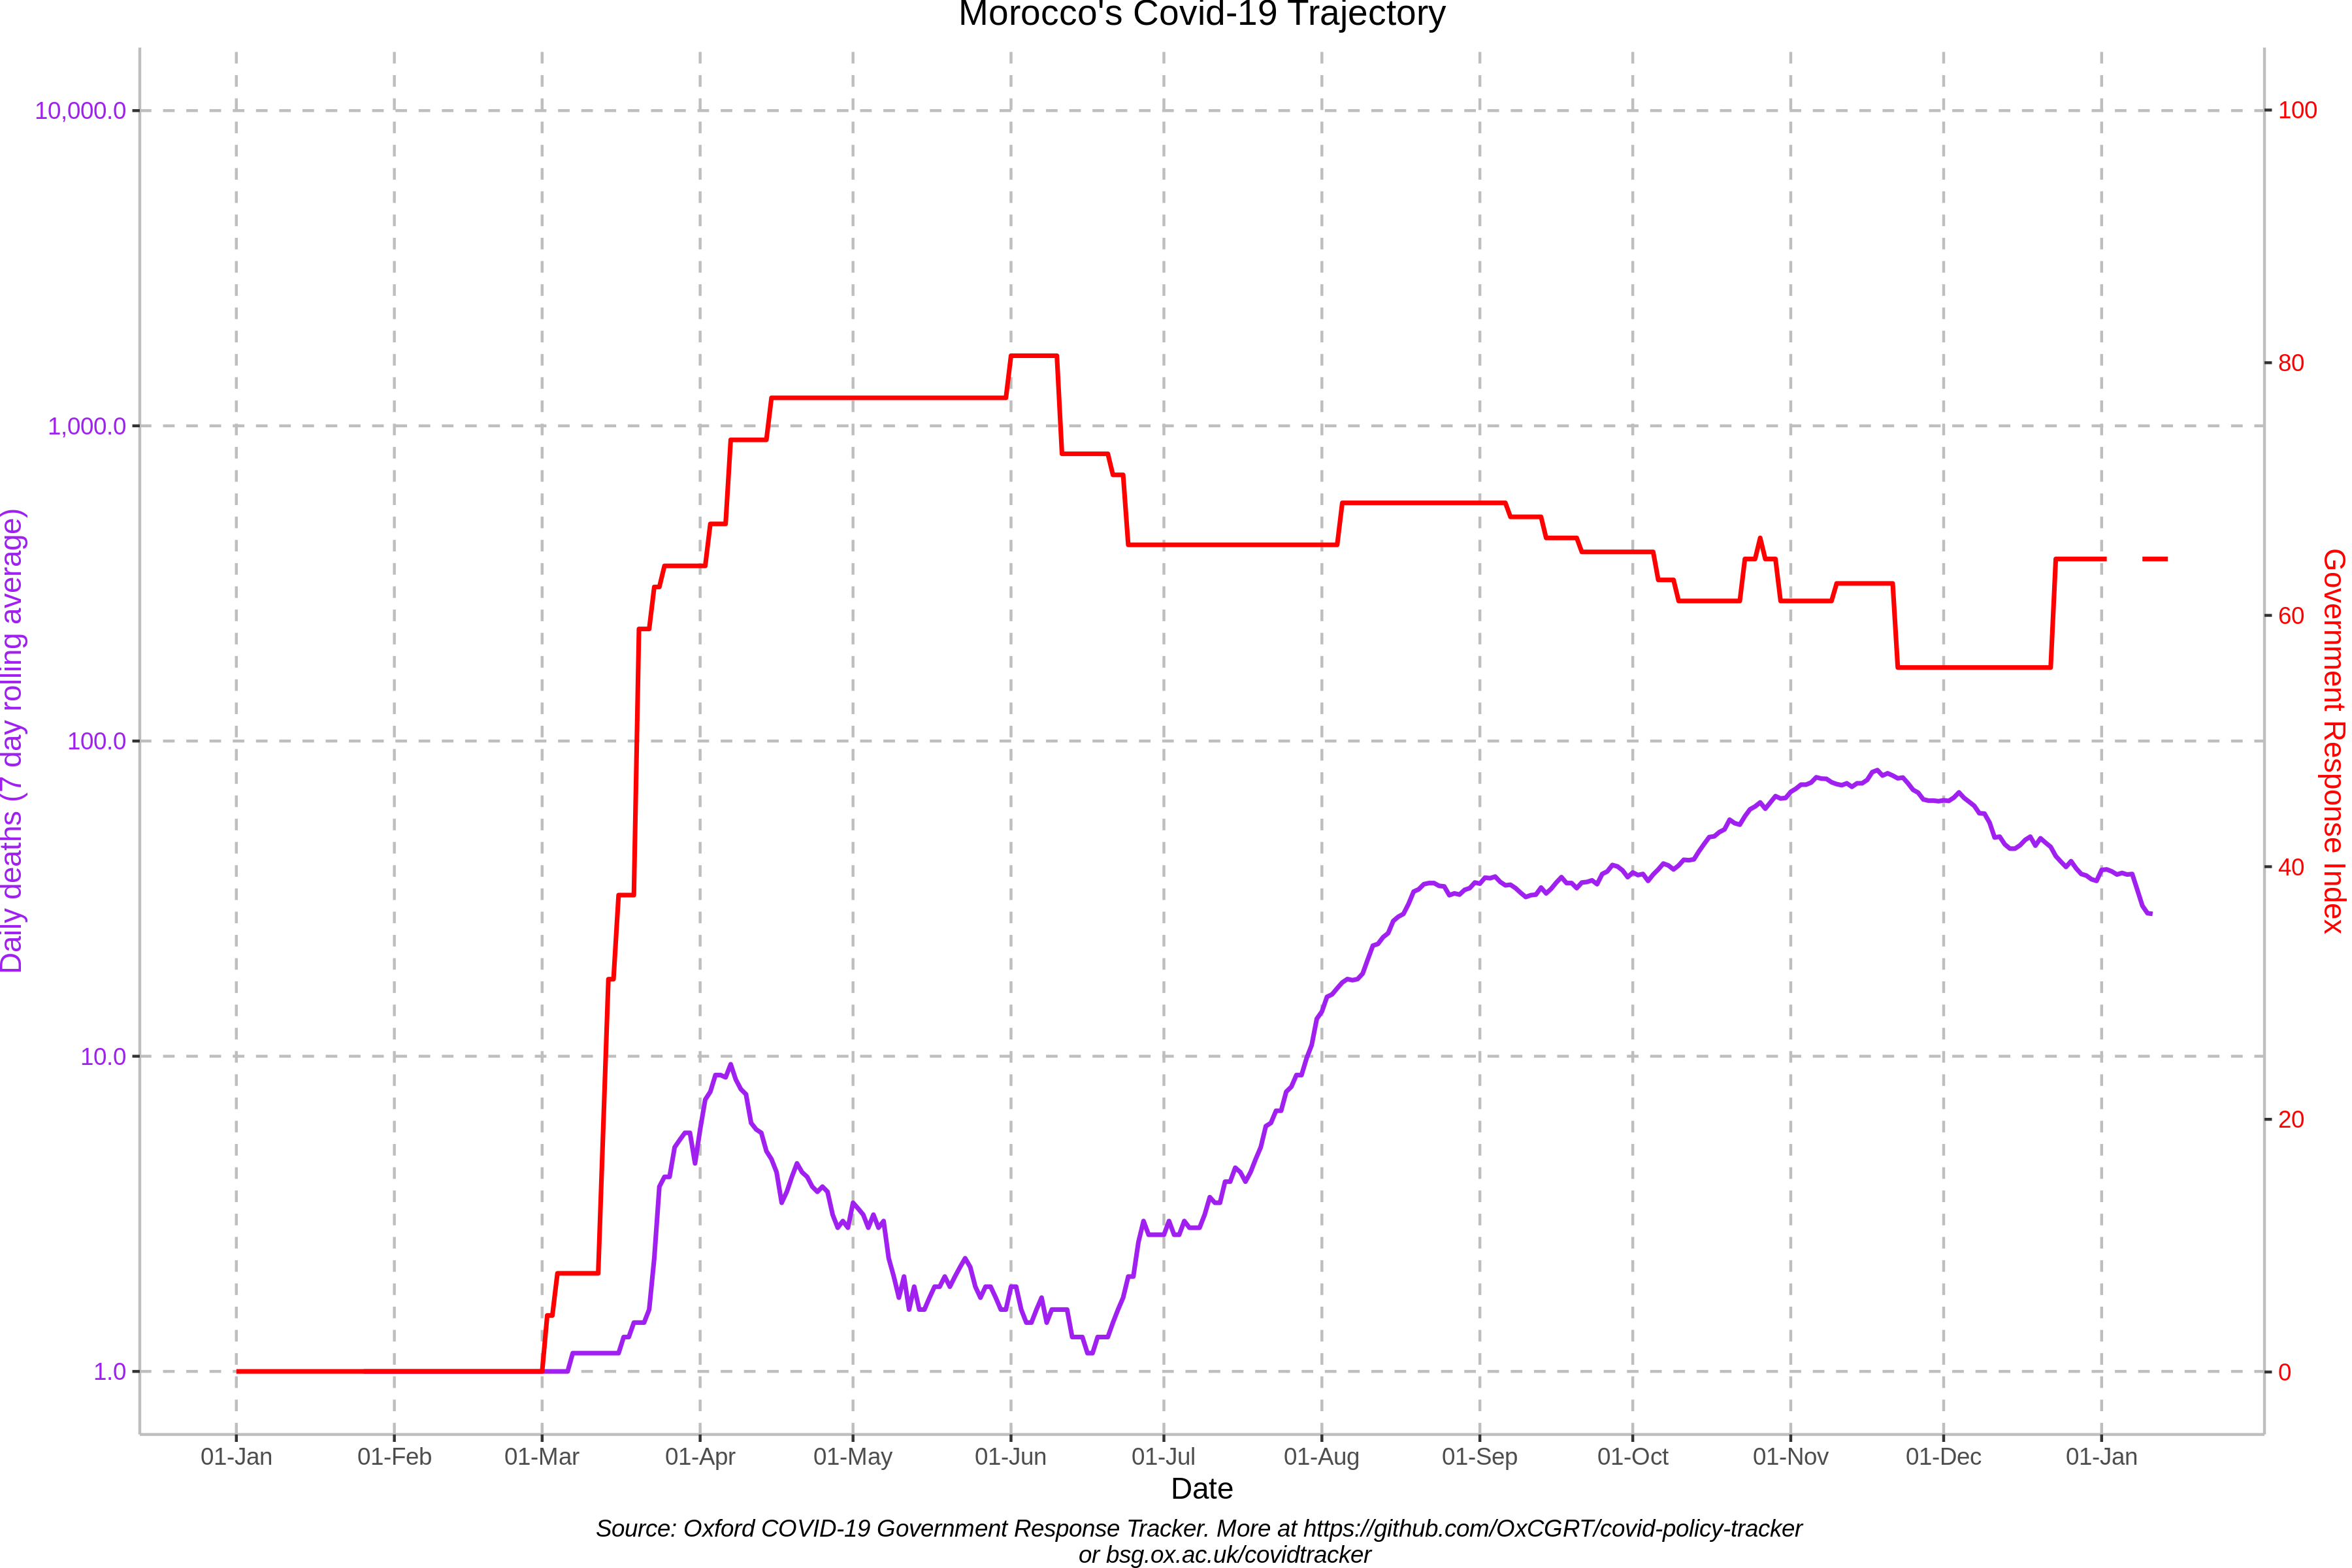 Morocco's Covid-19 Trajectory
10,000.0
1,000.0
100.0
10.0
1.0
Daily deaths (7 day rolling average)
100
80
60
40
20
0
Government Response Index
01-Jan 01-Feb 01-Mar 01-Apr 01-May 01-Jun 01-Jul 01-Aug 01-Sep 01-Oct 01-Nov 01-Dec 01-Jan
Date
Source: Oxford COVID-19 Government Response Tracker. More at https://github.com/OxCGRT/covid-policy-tracker
or bsg.ox.ac.uk/covidtracker